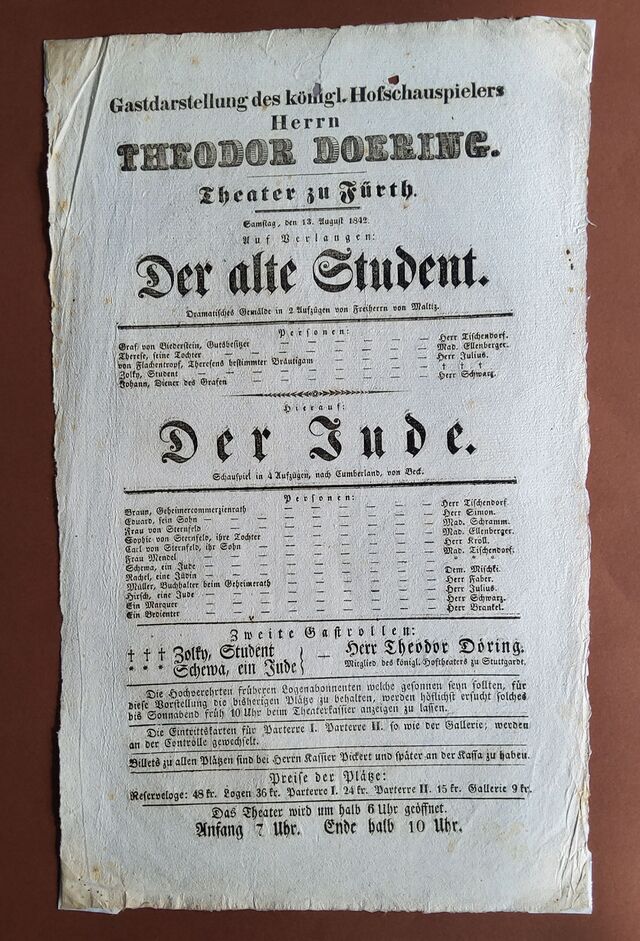 Gastdarstellung des königl. Hofschauspielers
Herrn
THEODOR DOERING.
Theater zu Fürth.
Samstag, den 13. August 1842.
Auf Verlangen:
Der alte Student.
Dramatisches Gemälde in 2 Aufzügen von Freiherrn von Maltiz.
Personen:
Graf von Biederstein, Gutsbesitzer — — — — — — Herr Tischendorf.
Therese, seine Tochter — — — — — — Mad. Ellenberger.
von Flachentropf, Theresens bestimmter Bräutigam — — — — Herr Julius.
Zolky, Student — — — — — — † † †
Johann, Diener des Grafen — — — — — — Herr Schwarz.
Hierauf:
Der Jude.
Schauspiel in 4 Aufzügen, nach Cumberland, von Beck.
Personen:
Braun, Geheimercommerzienrath — — — — — Herr Tischendorf.
Eduard, sein Sohn — — — — — — Herr Simon.
Frau von Sternfeld — — — — — — Mad. Schramm.
Sophie von Sternfeld, ihre Tochter — — — — — Mad. Ellenberger.
Carl von Sternfeld, ihr Sohn — — — — — Herr Kröll.
Frau Mendel — — — — — — Mad. Tischendorf;
Schewa, ein Jude — — — — — — * * *
Rachel, eine Jüdin — — — — — — Dem. Mischki.
Müller, Buchhalter beim Geheimerath — — — — — Herr Faber.
Hirsch, eine Jude — — — — — — Herr Julius.
Ein Marquer — — — — — — Herr Schwarz.
Ein Bedienter — — — — — — Herr Brankel.
Zweite Gastrollen:
† † † Zolky, Student
* * * Schewa, ein Jude } — Herr Theodor Döring.
Mitglied des königl. Hoftheaters zu Stuttgardt.
Die Hochverehrten früheren Logenabonnenten welche gesonnen seyn sollten, für
diese Vorstellung die bisherigen Plätze zu behalten, werden höflichst ersucht solches
bis Sonnabend früh 10 Uhr beim Theaterkassier anzeigen zu lassen.
Die Eintrittskarten für Parterre I. Parterre II. so wie der Gallerie, werden
an der Controlle gewechselt.
Billets zu allen Plätzen sind bei Herrn Kassier Pickert und später an der Kassa zu haben.
Preise der Plätze:
Reserveloge: 48 kr. Logen 36 kr. Parterre I. 24 kr. Parterre II. 15 kr. Gallerie 9 kr.
Das Theater wird um halb 6 Uhr geöffnet.
Anfang 7 Uhr. Ende halb 10 Uhr.